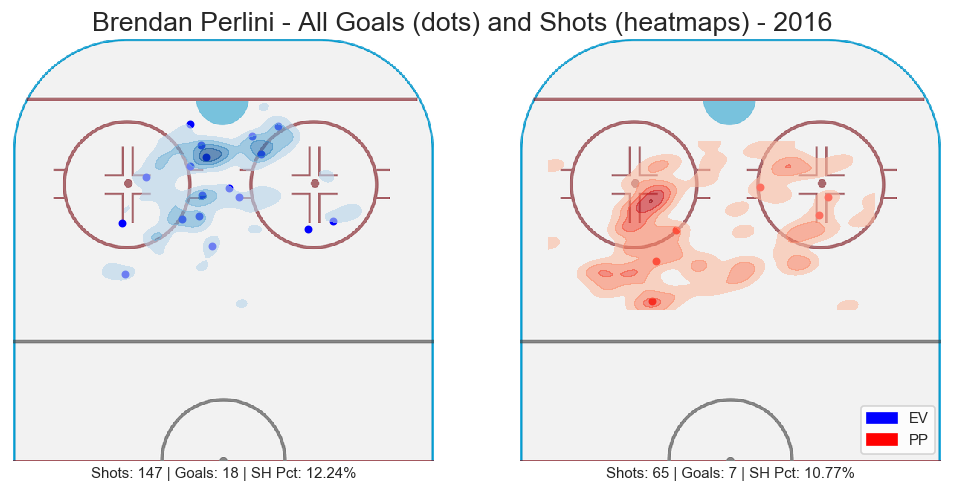 Brendan Perlini - All Goals (dots) and Shots (heatmaps) - 2016
EV
PP
Shots: 147 | Goals: 18 | SH Pct: 12.24%
Shots: 65 | Goals: 7 | SH Pct: 10.77%